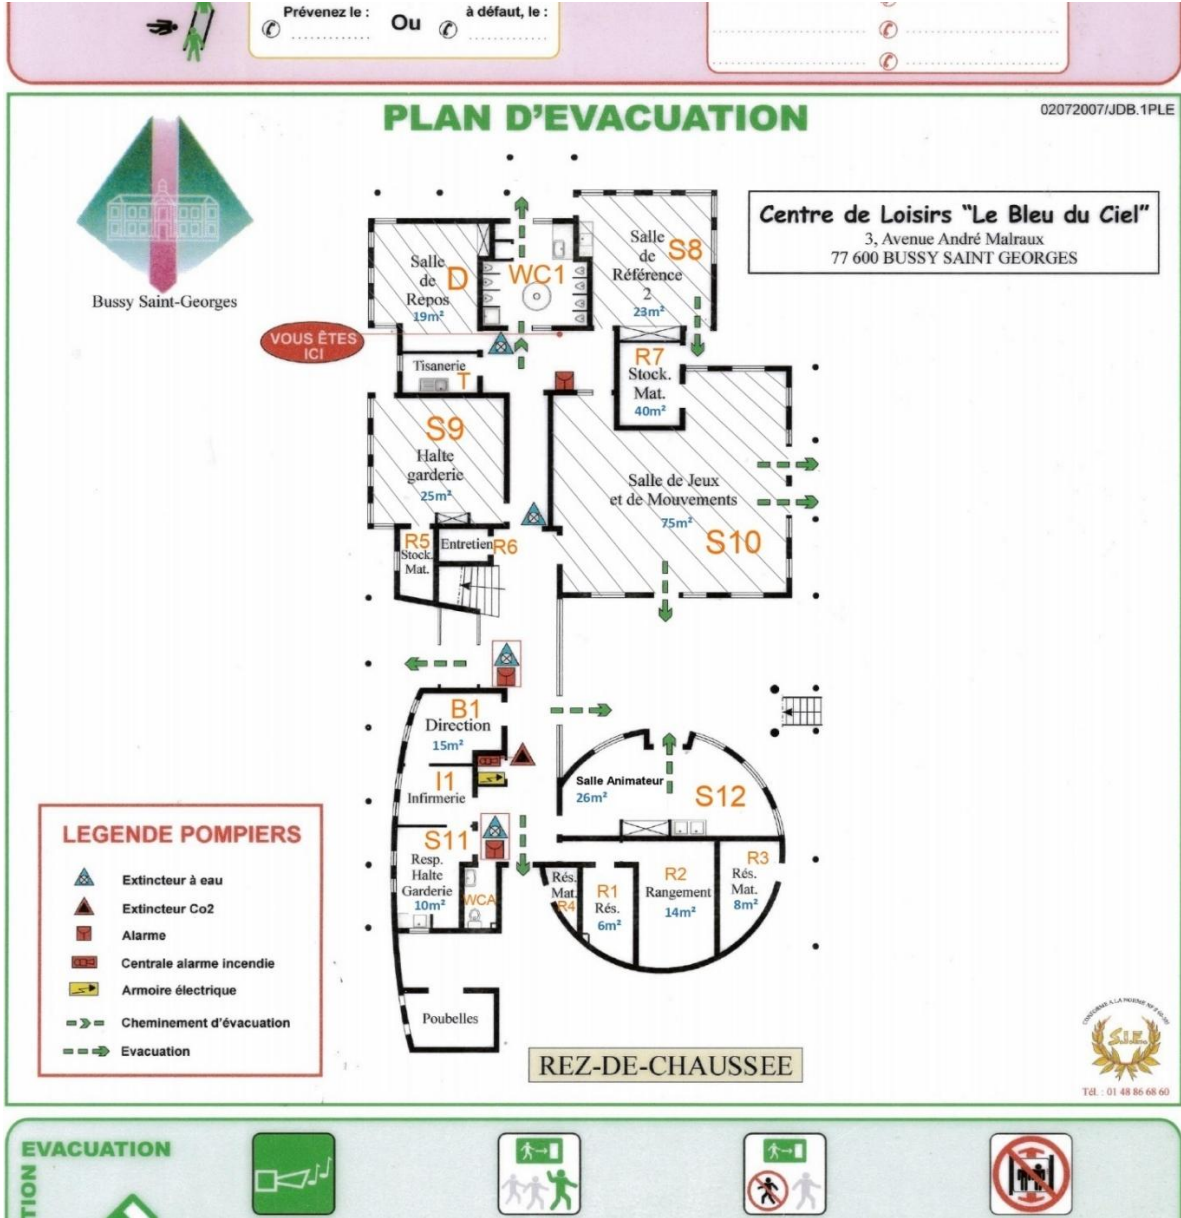 Prévenez le :
Ou
à défaut, le :
PLAN D'EVACUATION
02072007/JDB.1PLE
Bussy Saint-Georges
Centre de Loisirs "Le Bleu du Ciel"
3, Avenue André Malraux
77 600 BUSSY SAINT GEORGES
Salle
de
Repos
D
19m²
WC1
Salle
de
Référence
2
S8
23m²
VOUS ÊTES
ICI
Tisanerie
T
R7
Stock.
Mat.
40m²
S9
Halte
garderie
25m²
Salle de Jeux
et de Mouvements
75m²
S10
R5
Stock.
Mat.
Entretien
R6
B1
Direction
15m²
I1
Infirmerie
Salle Animateur
26m²
S12
S11
Resp.
Halte
Garderie
10m²
WCA
Rés.
Mat.
R4
R1
Rés.
6m²
R2
Rangement
14m²
R3
Rés.
Mat.
8m²
Poubelles
LEGENDE POMPIERS
Extincteur à eau
Extincteur Co2
Alarme
Centrale alarme incendie
Armoire électrique
Cheminement d'évacuation
Evacuation
REZ-DE-CHAUSSEE
S.I.E.
Tél. : 01 48 86 68 60
EVACUATION